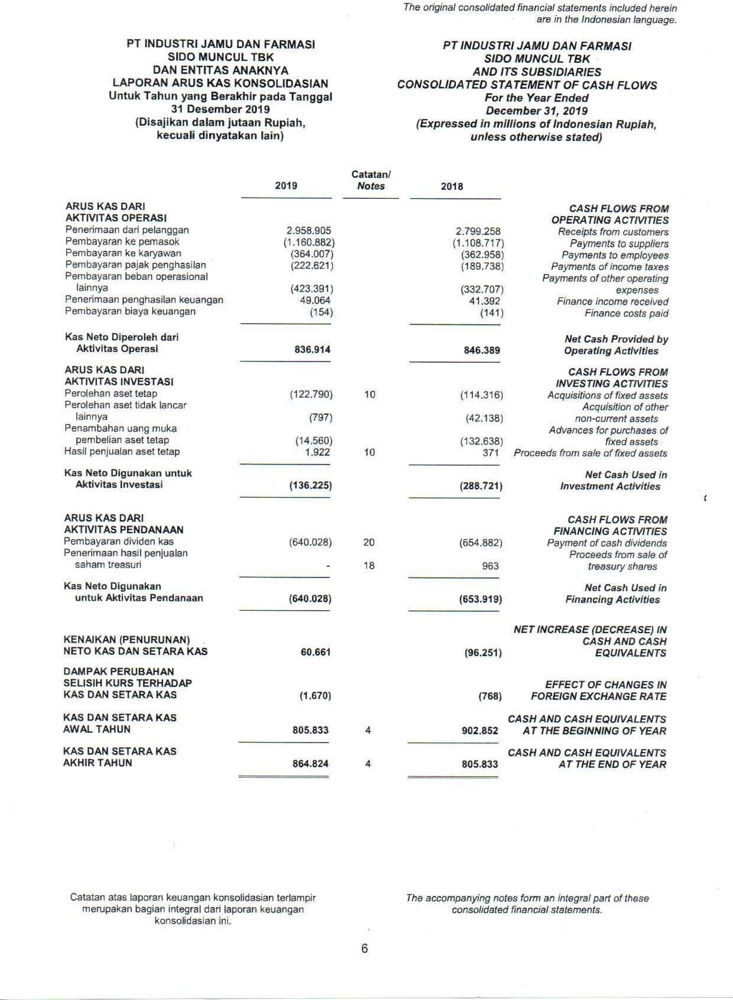 The original consolidated financial statements included herein
are in the Indonesian language.
PT INDUSTRI JAMU DAN FARMASI
SIDO MUNCUL TBK
DAN ENTITAS ANAKNYA
LAPORAN ARUS KAS KONSOLIDASIAN
Untuk Tahun yang Berakhir pada Tanggal
31 Desember 2019
(Disajikan dalam jutaan Rupiah,
kecuali dinyatakan lain)
PT INDUSTRI JAMU DAN FARMASI
SIDO MUNCUL TBK
AND ITS SUBSIDIARIES
CONSOLIDATED STATEMENT OF CASH FLOWS
For the Year Ended
December 31, 2019
(Expressed in millions of Indonesian Rupiah,
unless otherwise stated)
Catatan/
2019 Notes 2018
ARUS KAS DARI CASH FLOWS FROM
AKTIVITAS OPERASI OPERATING ACTIVITIES
Penerimaan dari pelanggan 2.958.905 2.799.258 Receipts from customers
Pembayaran ke pemasok (1.160.882) (1.108.717) Payments to suppliers
Pembayaran ke karyawan (364.007) (362.958) Payments to employees
Pembayaran pajak penghasilan (222.621) (189.738) Payments of income taxes
Pembayaran beban operasional Payments of other operating
lainnya (423.391) (332.707) expenses
Penerimaan penghasilan keuangan 49.064 41.392 Finance income received
Pembayaran biaya keuangan (154) (141) Finance costs paid
Kas Neto Diperoleh dari Net Cash Provided by
Aktivitas Operasi 836.914 846.389 Operating Activities
ARUS KAS DARI CASH FLOWS FROM
AKTIVITAS INVESTASI INVESTING ACTIVITIES
Perolehan aset tetap (122.790) 10 (114.316) Acquisitions of fixed assets
Perolehan aset tidak lancar Acquisition of other
lainnya (797) (42.138) non-current assets
Penambahan uang muka Advances for purchases of
pembelian aset tetap (14.560) (132.638) fixed assets
Hasil penjualan aset tetap 1.922 10 371 Proceeds from sale of fixed assets
Kas Neto Digunakan untuk Net Cash Used in
Aktivitas Investasi (136.225) (288.721) Investment Activities
ARUS KAS DARI CASH FLOWS FROM
AKTIVITAS PENDANAAN FINANCING ACTIVITIES
Pembayaran dividen kas (640.028) 20 (654.882) Payment of cash dividends
Penerimaan hasil penjualan Proceeds from sale of
saham treasuri - 18 963 treasury shares
Kas Neto Digunakan Net Cash Used in
untuk Aktivitas Pendanaan (640.028) (653.919) Financing Activities
NET INCREASE (DECREASE) IN
KENAIKAN (PENURUNAN) CASH AND CASH
NETO KAS DAN SETARA KAS 60.661 (96.251) EQUIVALENTS
DAMPAK PERUBAHAN
SELISIH KURS TERHADAP EFFECT OF CHANGES IN
KAS DAN SETARA KAS (1.670) (768) FOREIGN EXCHANGE RATE
KAS DAN SETARA KAS CASH AND CASH EQUIVALENTS
AWAL TAHUN 805.833 4 902.852 AT THE BEGINNING OF YEAR
KAS DAN SETARA KAS CASH AND CASH EQUIVALENTS
AKHIR TAHUN 864.824 4 805.833 AT THE END OF YEAR
Catatan atas laporan keuangan konsolidasian terlampir
merupakan bagian integral dari laporan keuangan
konsolidasian ini.
The accompanying notes form an integral part of these
consolidated financial statements.
6